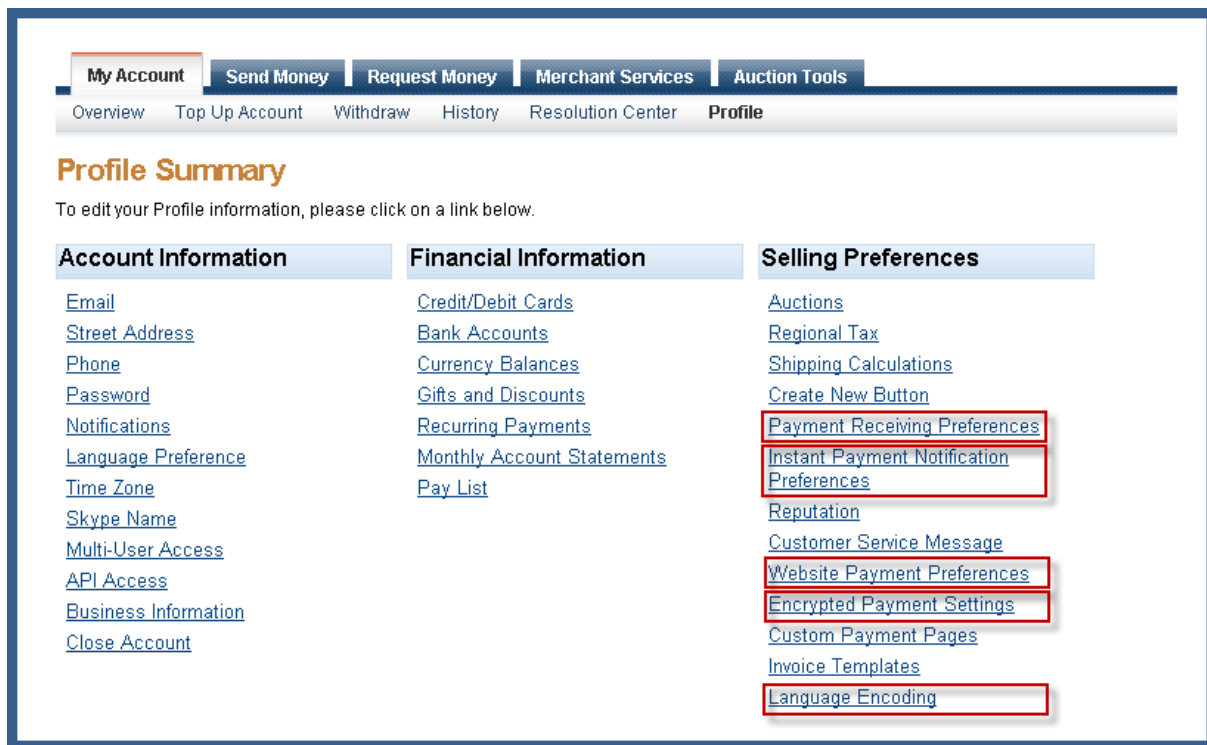 My Account Send Money Request Money Merchant Services Auction Tools
Overview Top Up Account Withdraw History Resolution Center Profile
Profile Summary
To edit your Profile information, please click on a link below.
Account Information
Email
Street Address
Phone
Password
Notifications
Language Preference
Time Zone
Skype Name
Multi-User Access
API Access
Business Information
Close Account
Financial Information
Credit/Debit Cards
Bank Accounts
Currency Balances
Gifts and Discounts
Recurring Payments
Monthly Account Statements
Pay List
Selling Preferences
Auctions
Regional Tax
Shipping Calculations
Create New Button
Payment Receiving Preferences
Instant Payment Notification
Preferences
Reputation
Customer Service Message
Website Payment Preferences
Encrypted Payment Settings
Custom Payment Pages
Invoice Templates
Language Encoding